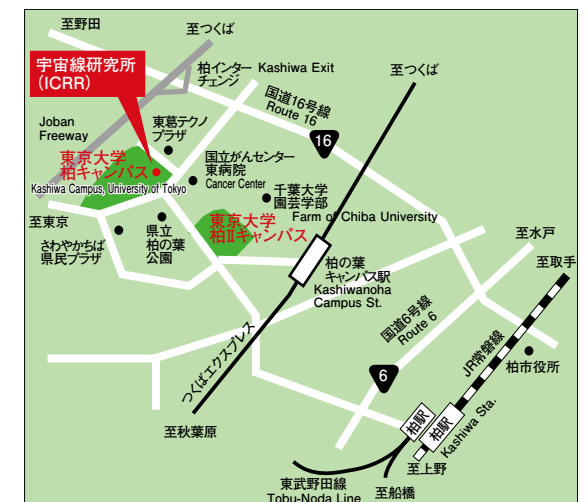 至野田
至つくば
宇宙線研究所
(ICRR)
柏インター
チェンジ
Kashiwa Exit
至つくば
国道16号線
Route 16
16
Joban
Freeway
東葛テクノ
プラザ
東京大学
柏キャンパス
Kashiwa Campus, University of Tokyo
国立がんセンター
東病院
Cancer Center
千葉大学
園芸学部
Farm of Chiba University
至東京
さわやかちば
県民プラザ
県立
柏の葉
公園
東京大学
柏Ⅱキャンパス
至水戸
至取手
柏の葉
キャンパス駅
Kashiwanoha
Campus St.
国道6号線
Route 6
6
つくばエクスプレス
JR常磐線
柏市役所
柏駅
柏駅
Kashiwa Sta.
至秋葉原
至上野
東武野田線
Tobu-Noda Line
至船橋